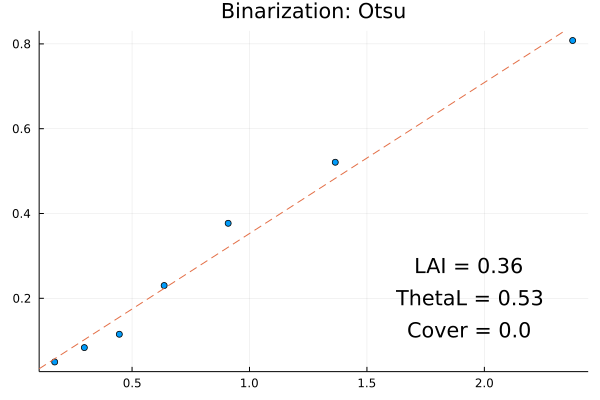 Binarization: Otsu
0.8
0.6
0.4
0.2
LAI = 0.36
ThetaL = 0.53
Cover = 0.0
0.5 1.0 1.5 2.0